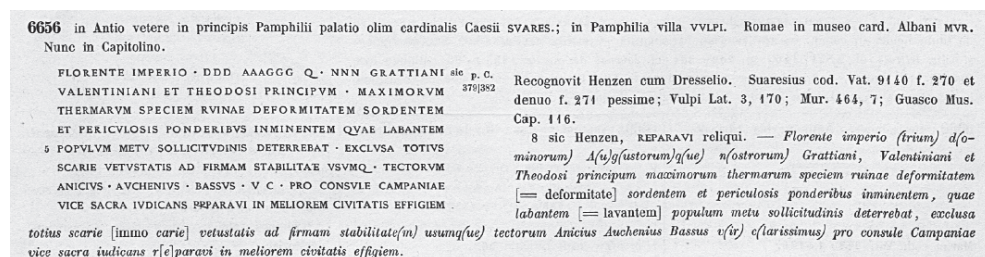 6656 in Antio vetere in principis Pamphilii palatio olim cardinalis Caesii SVARES.; in Pamphilia villa VVLPI. Romae in museo card. Albani MVR.
Nunc in Capitolino.
FLORENTE IMPERIO · DDD AAAGGG Q · NNN GRATTIANI sic p. C.
VALENTINIANI ET THEODOSI PRINCIPVM · MAXIMORVM 379|382
THERMARVM SPECIEM RVINAE DEFORMITATEM SORDENTEM
ET PERICVLOSIS PONDERIBVS INMINENTEM QVAE LABANTEM
5 POPVLVM METV SOLLICITVDINIS DETERREBAT · EXCLVSA TOTIVS
SCARIE VETVSTATIS AD FIRMAM STABILITATE VSVMQ · TECTORVM
ANICIVS · AVCHENIVS · BASSVS · V C · PRO CONSVLE CAMPANIAE
VICE SACRA IVDICANS PRPARAVI IN MELIOREM CIVITATIS EFFIGIEM
Recognovit Henzen cum Dresselio. Suaresius cod. Vat. 9140 f. 270 et
denuo f. 271 pessime; Vulpi Lat. 3, 170; Mur. 464, 7; Guasco Mus.
Cap. 116.
8 sic Henzen, REPARAVI reliqui. — Florente imperio (trium) d(o-
minorum) A(u)g(ustorum)q(ue) n(ostrorum) Grattiani, Valentiniani et
Theodosi principum maximorum thermarum speciem ruinae deformitatem
[= deformitate] sordentem et periculosis ponderibus inminentem, quae
labantem [= lavantem] populum metu sollicitudinis deterrebat, exclusa
totius scarie [immo carie] vetustatis ad firmam stabilitate(m) usumq(ue) tectorum Anicius Auchenius Bassus v(ir) c(larissimus) pro consule Campaniae
vice sacra iudicans r[e]paravi in meliorem civitatis effigiem.